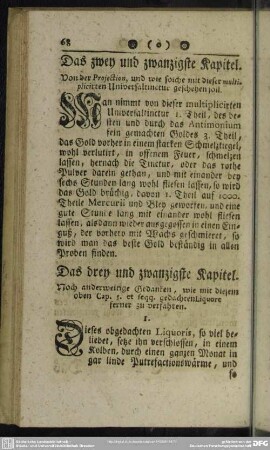 68 ( o )
Das zwey und zwanzigste Kapitel.
Von der Projektion, und wie solche mit dieser multi-
plicirten Universaltinctur geschehen soll.
Man nimmt von dieser multiplicirten
Universaltinctur 1. Theil, des be-
sten und durch das Antimonium
fein gemachten Goldes 3. Theil,
das Gold vorher in einem starken Schmelztiegel,
wohl verlutirt, in offenem Feuer, schmelzen
lassen, hernach die Tinctur, oder das rothe
Pulver darein gethan, und mit einander bey
sechs Stunden lang wohl fliesen lassen, so wird
das Gold brüchig, davon 1. Theil auf 1000.
Theile Mercurii und Bley geworfen, und eine
gute Stunde lang mit einander wohl fliesen
lassen, alsdann wieder ausgegossen in einen Ein-
guß, der vorhero mit Wachs geschmieret, so
wird man das beste Gold beständig in allen
Proben finden.
Das drey und zwanzigste Kapitel.
Noch anderweitige Gedanken, wie mit diesem
oben Cap. 5. et seqq. gedachten Liquore
ferner zu verfahren.
1.
Dieses obgedachten Liquoris, so viel be-
liebet, setze ihn verschlossen, in einem
Kolben, durch einen ganzen Monat in
gar linde Putrefactionswärme, und
so